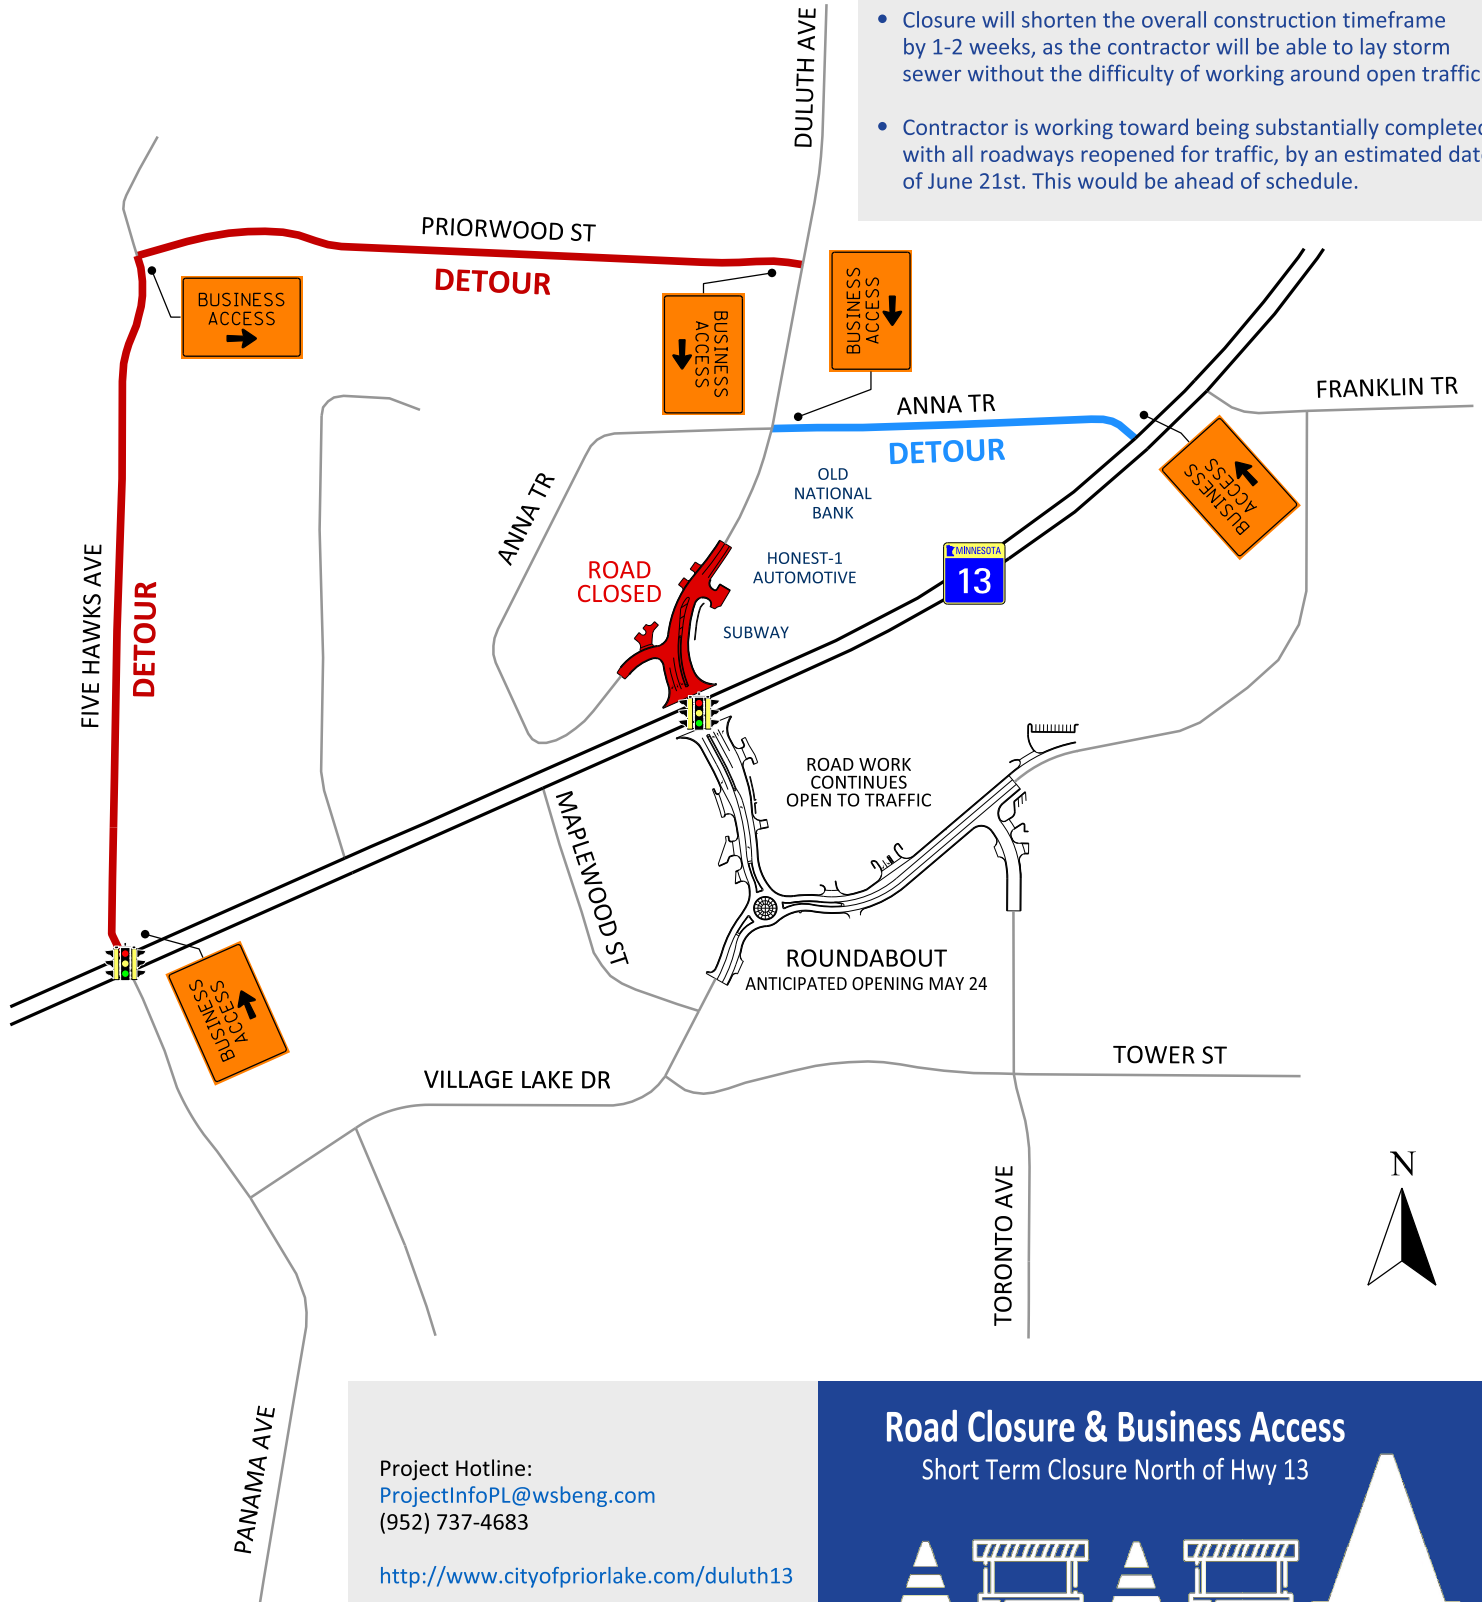 • Closure will shorten the overall construction timeframe
by 1-2 weeks, as the contractor will be able to lay storm
sewer without the difficulty of working around open traffic
• Contractor is working toward being substantially completed
with all roadways reopened for traffic, by an estimated dat
of June 21st. This would be ahead of schedule.
DULUTH AVE
PRIORWOOD ST
DETOUR
BUSINESS
ACCESS
BUSINESS
ACCESS
BUSINESS
ACCESS
ANNA TR
DETOUR
FRANKLIN TR
BUSINESS
ACCESS
OLD
NATIONAL
BANK
ANNA TR
HONEST-1
AUTOMOTIVE
ROAD
CLOSED
MINNESOTA
13
SUBWAY
FIVE HAWKS AVE
DETOUR
ROAD WORK
CONTINUES
OPEN TO TRAFFIC
MAPLEWOOD ST
ROUNDABOUT
ANTICIPATED OPENING MAY 24
BUSINESS
ACCESS
VILLAGE LAKE DR
TOWER ST
TORONTO AVE
N
PANAMA AVE
Project Hotline:
ProjectInfoPL@wsbeng.com
(952) 737-4683
http://www.cityofpriorlake.com/duluth13
Road Closure & Business Access
Short Term Closure North of Hwy 13